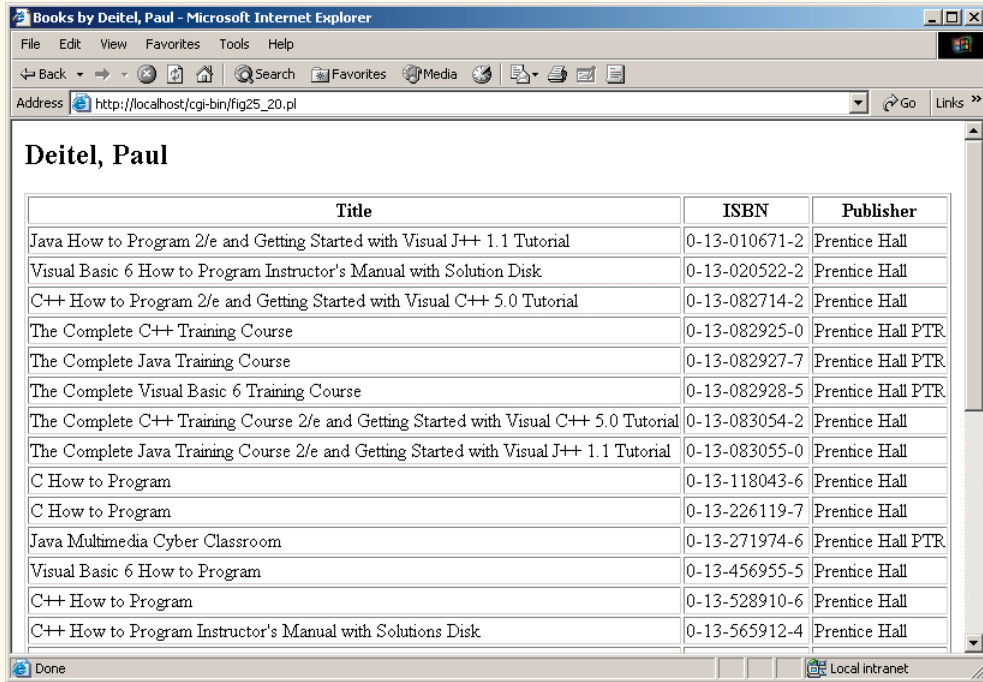 Books by Deitel, Paul - Microsoft Internet Explorer
File Edit View Favorites Tools Help
Back Search Favorites Media
Address http://localhost/cgi-bin/fig25_20.pl Go Links »
Deitel, Paul
Title ISBN Publisher
Java How to Program 2/e and Getting Started with Visual J++ 1.1 Tutorial 0-13-010671-2 Prentice Hall
Visual Basic 6 How to Program Instructor's Manual with Solution Disk 0-13-020522-2 Prentice Hall
C++ How to Program 2/e and Getting Started with Visual C++ 5.0 Tutorial 0-13-082714-2 Prentice Hall
The Complete C++ Training Course 0-13-082925-0 Prentice Hall PTR
The Complete Java Training Course 0-13-082927-7 Prentice Hall PTR
The Complete Visual Basic 6 Training Course 0-13-082928-5 Prentice Hall PTR
The Complete C++ Training Course 2/e and Getting Started with Visual C++ 5.0 Tutorial 0-13-083054-2 Prentice Hall
The Complete Java Training Course 2/e and Getting Started with Visual J++ 1.1 Tutorial 0-13-083055-0 Prentice Hall
C How to Program 0-13-118043-6 Prentice Hall
C How to Program 0-13-226119-7 Prentice Hall
Java Multimedia Cyber Classroom 0-13-271974-6 Prentice Hall PTR
Visual Basic 6 How to Program 0-13-456955-5 Prentice Hall
C++ How to Program 0-13-528910-6 Prentice Hall
C++ How to Program Instructor's Manual with Solutions Disk 0-13-565912-4 Prentice Hall
Done Local intranet